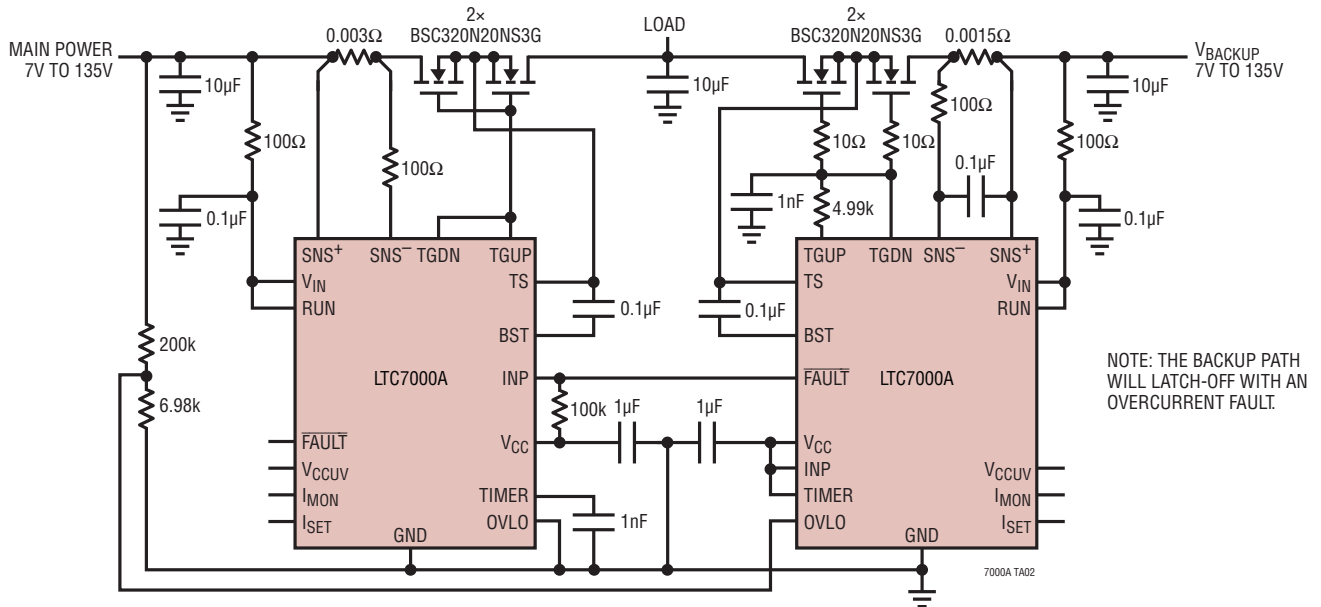 2×
BSC320N20NS3G
0.003Ω
MAIN POWER
7V TO 135V
10µF
100Ω
100Ω
0.1µF
LOAD
10µF
2×
BSC320N20NS3G
0.0015Ω
VBACKUP
7V TO 135V
10µF
100Ω
100Ω
10Ω
10Ω
0.1µF
1nF
4.99k
0.1µF
SNS+
SNS–
TGDN
TGUP
VIN
RUN
TS
BST
INP
LTC7000A
FAULT
VCCUV
IMON
ISET
VCC
TIMER
OVLO
GND
200k
6.98k
0.1µF
0.1µF
100k
1µF
1µF
1nF
TGUP
TGDN
SNS–
SNS+
TS
BST
VIN
RUN
FAULT
LTC7000A
VCC
INP
TIMER
OVLO
VCCUV
IMON
ISET
GND
NOTE: THE BACKUP PATH
WILL LATCH-OFF WITH AN
OVERCURRENT FAULT.
7000A TA02